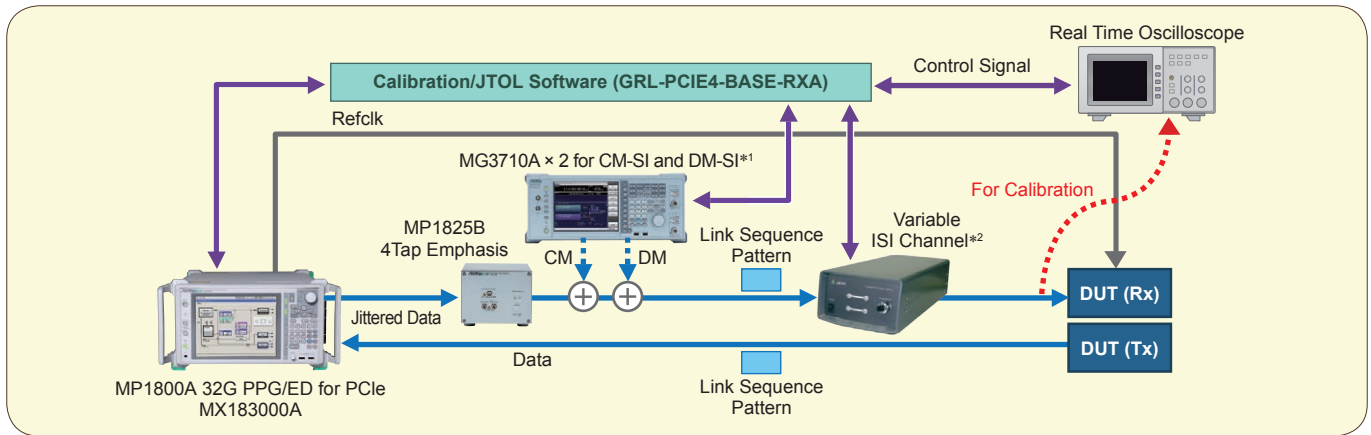 Real Time Oscilloscope
Calibration/JTOL Software (GRL-PCIE4-BASE-RXA)
Control Signal
Refclk
MG3710A × 2 for CM-SI and DM-SI*1
For Calibration
MP1825B
4Tap Emphasis
CM
DM
Link Sequence
Pattern
Variable
ISI Channel*2
Jittered Data
DUT (Rx)
Data
DUT (Tx)
Link Sequence
Pattern
MP1800A 32G PPG/ED for PCIe
MX183000A